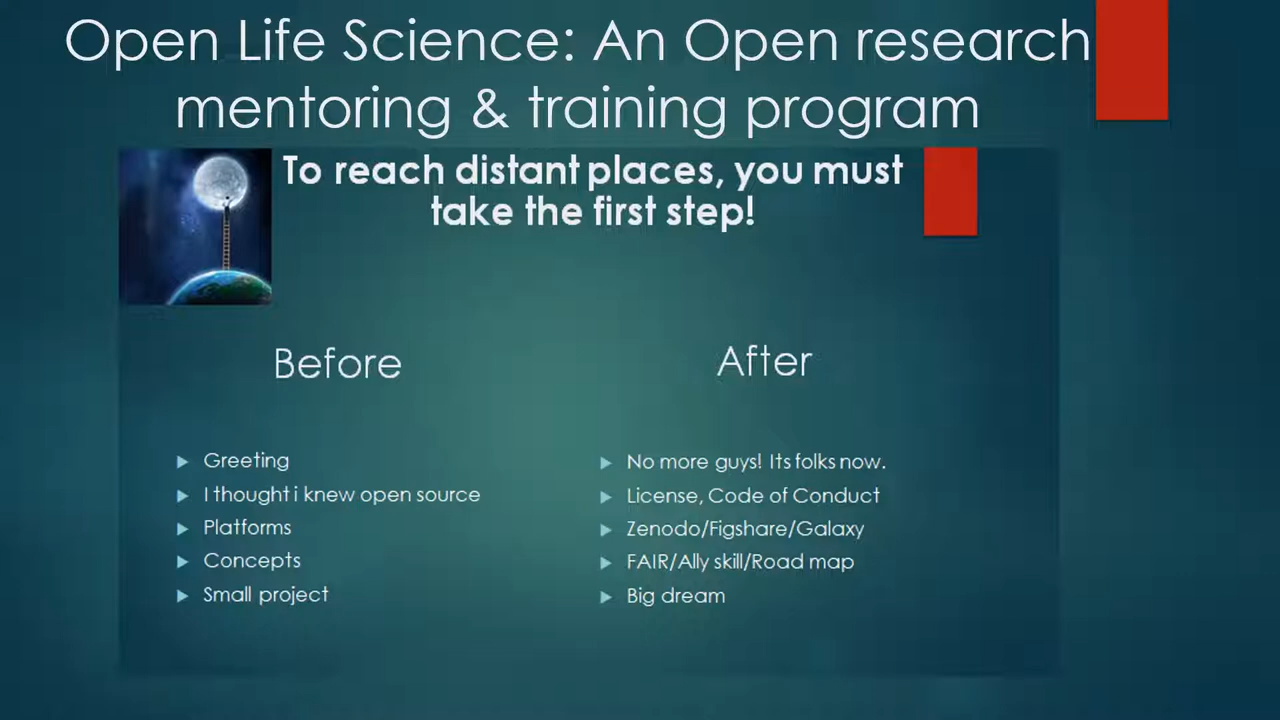 Open Life Science: An Open research
mentoring & training program
To reach distant places, you must
take the first step!
Before
Greeting
I thought i knew open source
Platforms
Concepts
Small project
After
No more guys! Its folks now.
License, Code of Conduct
Zenodo/Figshare/Galaxy
FAIR/Ally skill/Road map
Big dream